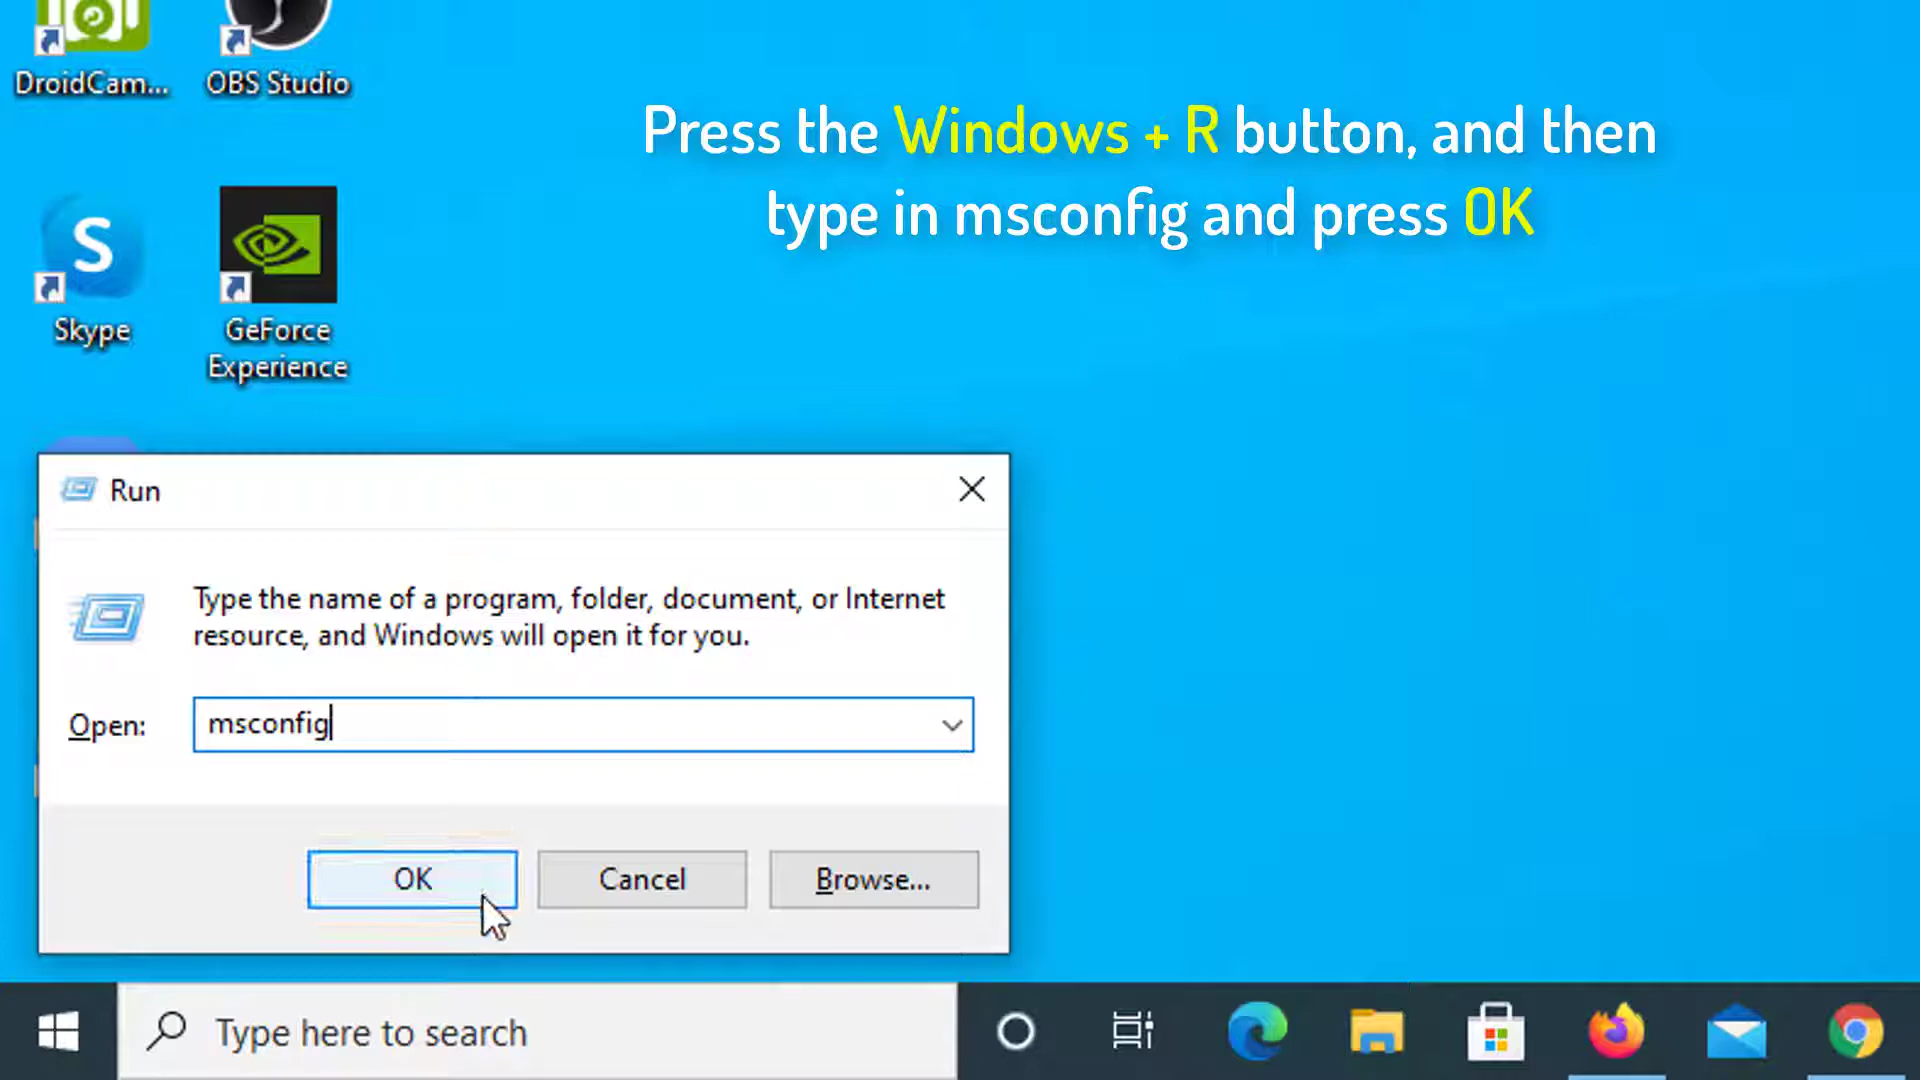 DroidCam...
OBS Studio
Press the Windows + R button, and then
type in msconfig and press OK
S
Skype
GeForce
Experience
Run
Type the name of a program, folder, document, or Internet
resource, and Windows will open it for you.
Open:
msconfig
OK
Cancel
Browse...
Type here to search